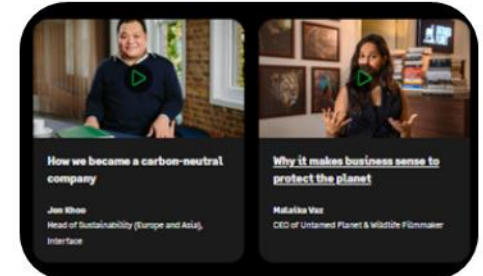 How we became a carbon-neutral
company
Jon Khoo
Head of Sustainability (Europe and Asia),
Interface
Why it makes business sense to
protect the planet
Malaika Vaz
CEO of Untamed Planet & Wildlife Filmmaker